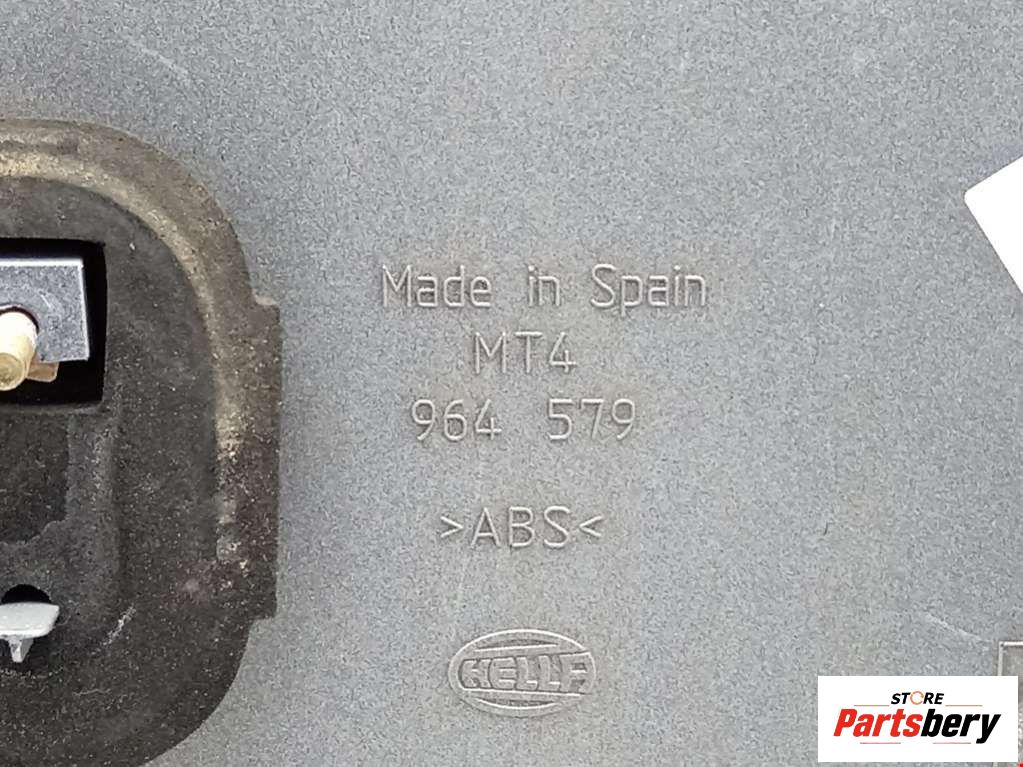 Made in Spain
MT4
964 579
>ABS<
HELLA
STORE
Partsbery